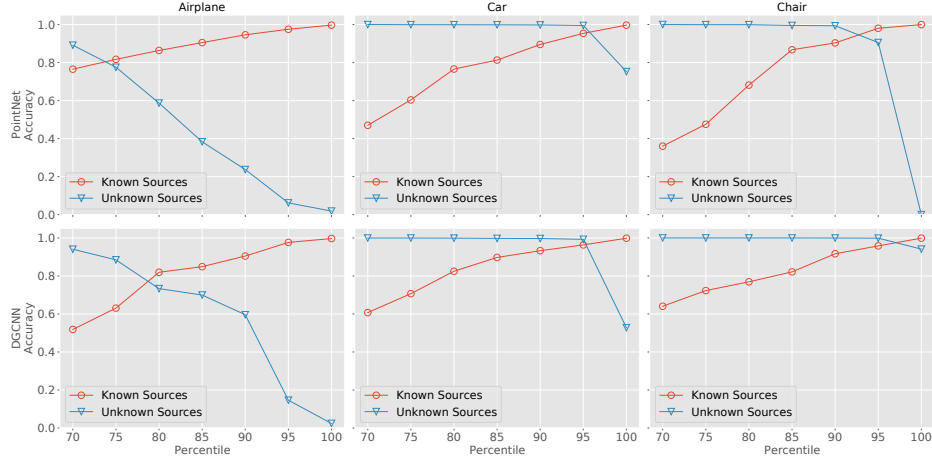 Airplane
Car
Chair
PointNet
Accuracy
1.0
0.8
0.6
0.4
0.2
0.0
Known Sources
Unknown Sources
Known Sources
Unknown Sources
Known Sources
Unknown Sources
DGCNN
Accuracy
1.0
0.8
0.6
0.4
0.2
0.0
Known Sources
Unknown Sources
Known Sources
Unknown Sources
Known Sources
Unknown Sources
70 75 80 85 90 95 100
70 75 80 85 90 95 100
70 75 80 85 90 95 100
Percentile
Percentile
Percentile